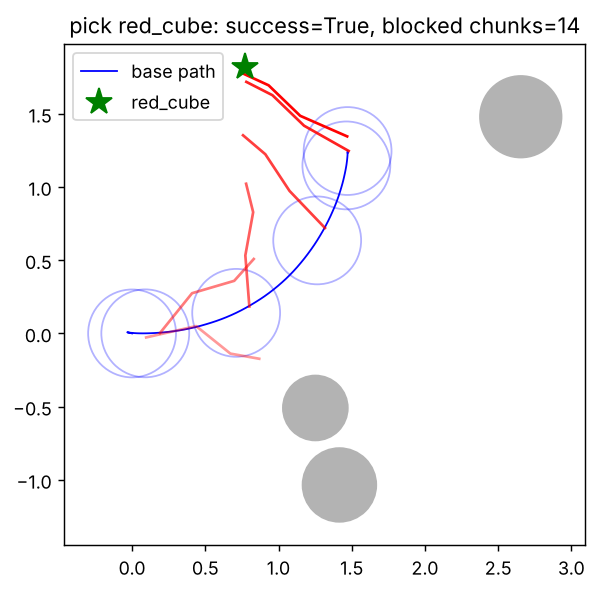 pick red_cube: success=True, blocked chunks=14
base path
red_cube
1.5
1.0
0.5
0.0
−0.5
−1.0
0.0 0.5 1.0 1.5 2.0 2.5 3.0